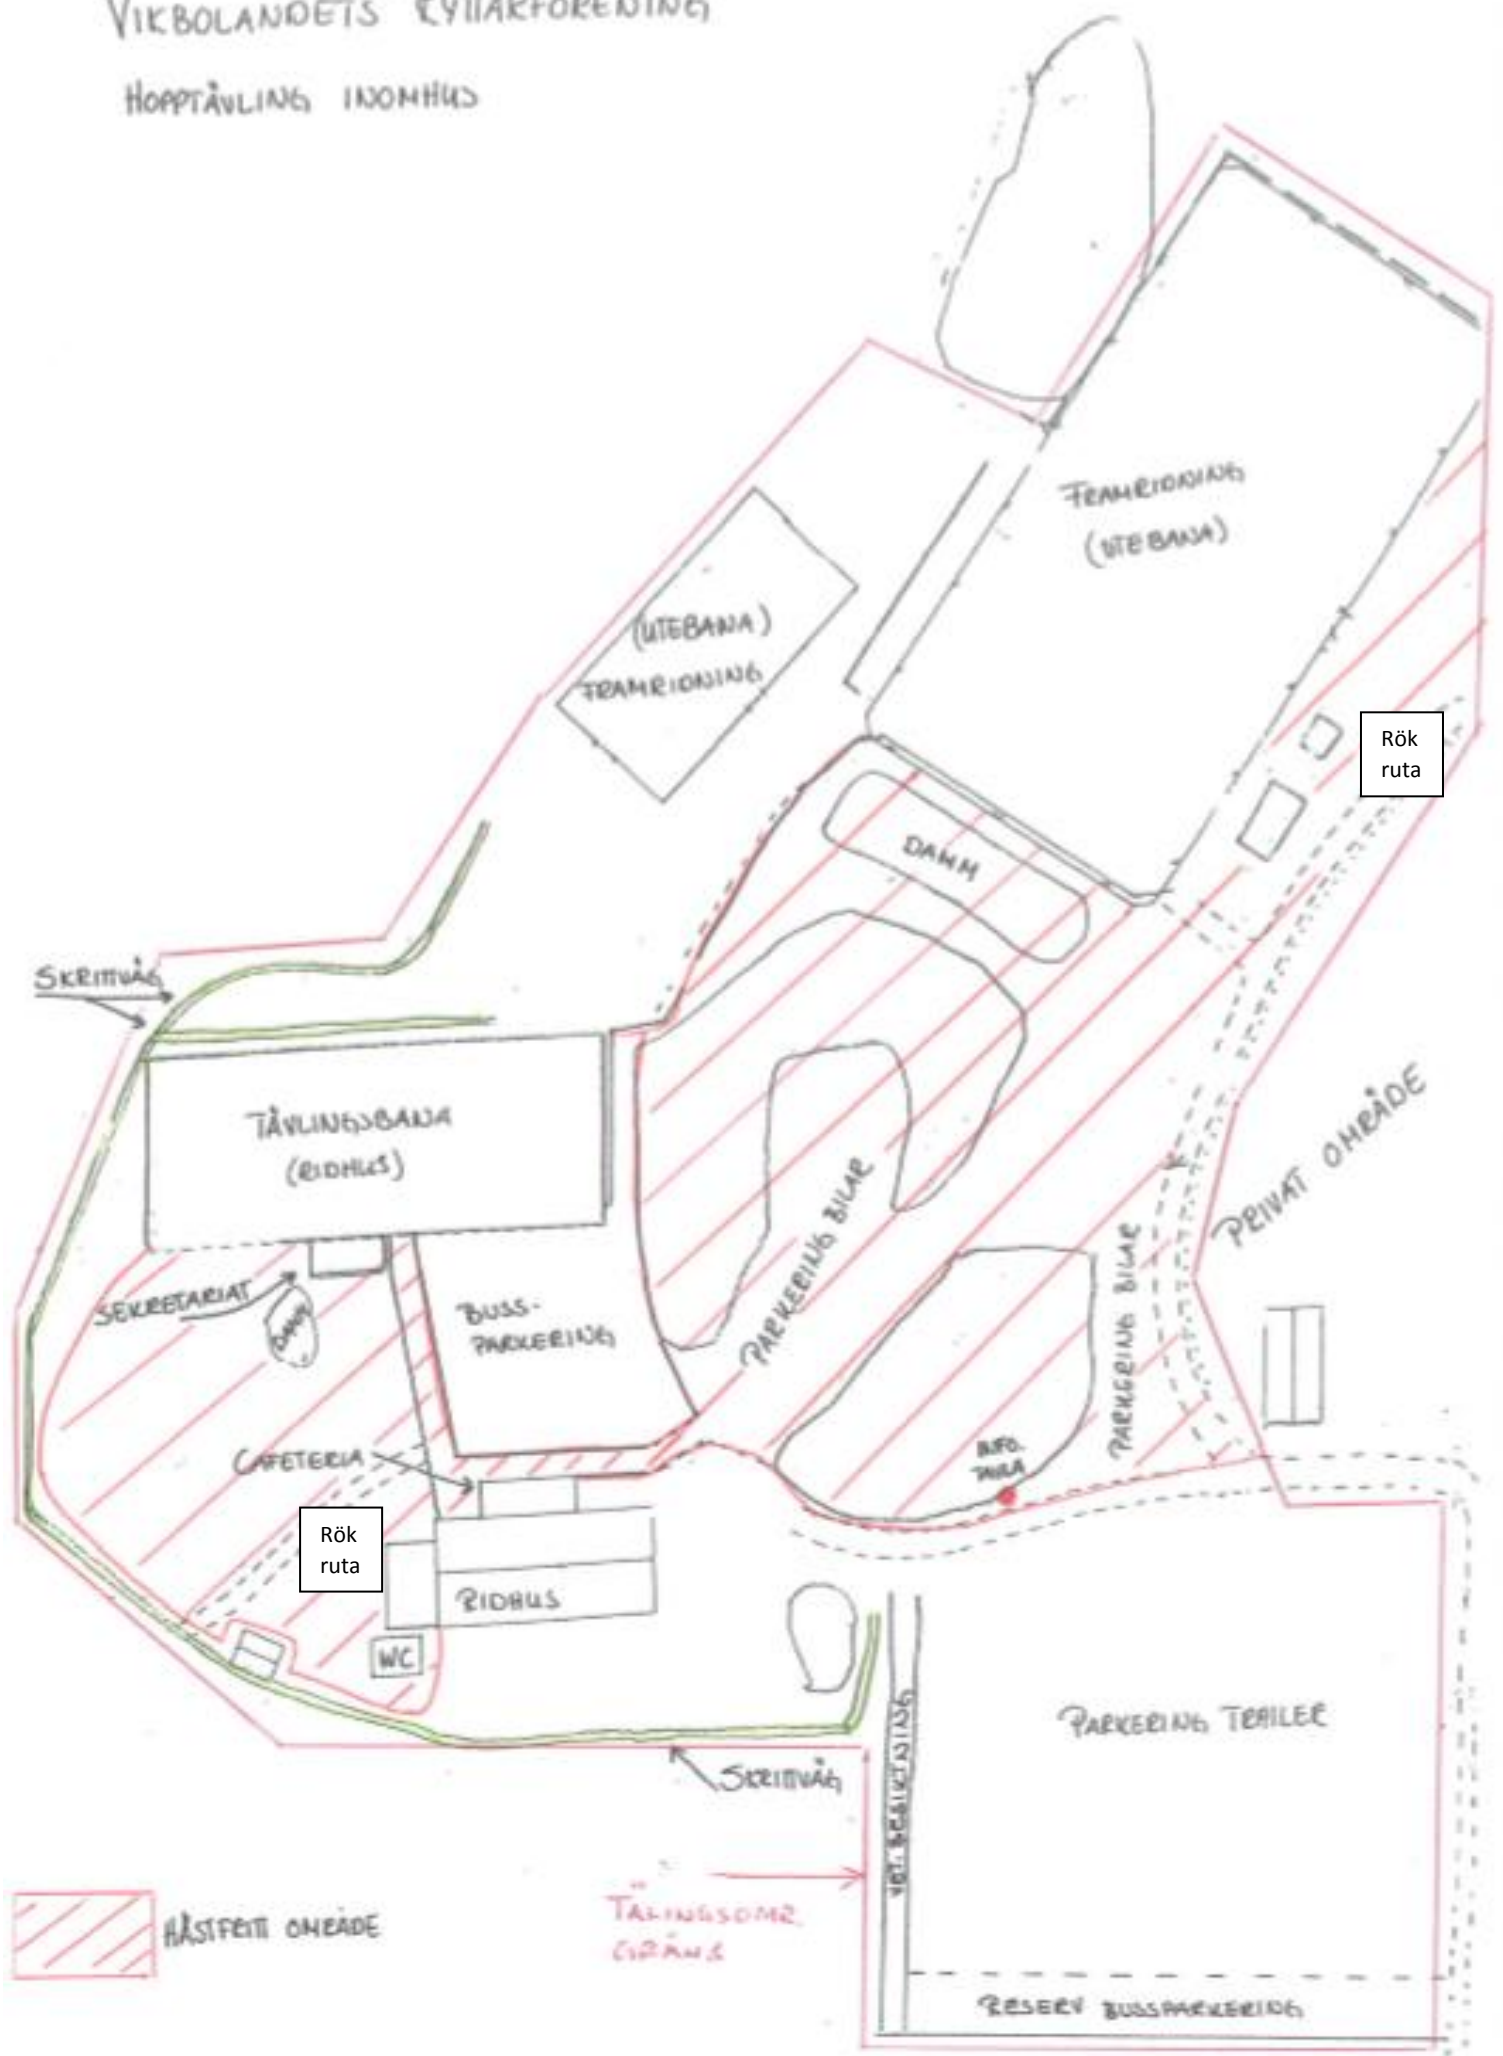 VIKBOLANDETS RYTTARFÖRENING
HOPPTÄVLING INOMHUS
FRAMRIDNING
(UTEBANA)
(UTEBANA)
FRAMRIDNING
Rök
ruta
DAMM
SKRITTVÄG
TÄVLINGSBANA
(RIDHUS)
PRIVAT OMRÅDE
PARKERING BILAR
PARKERING BILAR
SEKRETARIAT
DAMM
BUSS-
PARKERING
CAFETERIA
INFO.
TAVLA
Rök
ruta
RIDHUS
WC
PARKERING TRAILER
VET. BESIKTNING
SKRITTVÄG
HÄSTFRITT OMRÅDE
TÄLINGSOMR.
GRÄNS
RESERV BUSSPARKERING